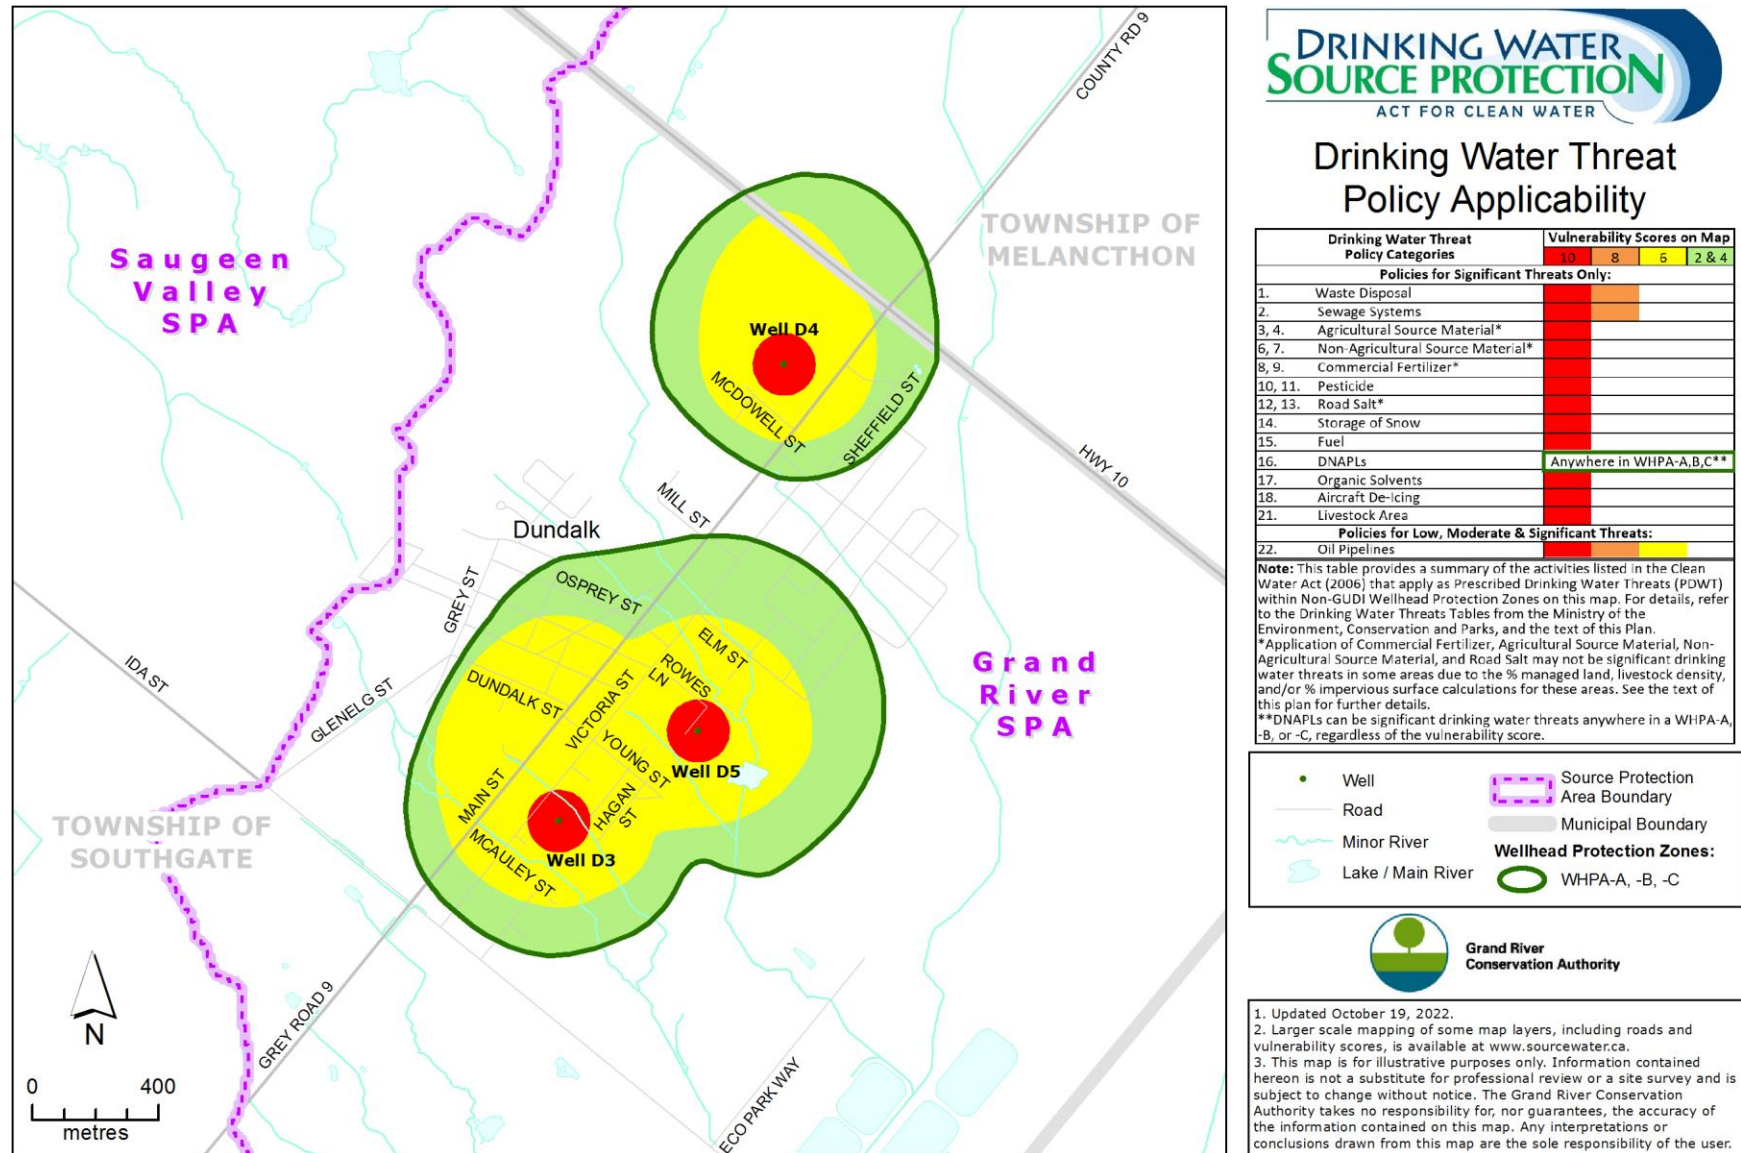 COUNTY RD 9
TOWNSHIP OF
MELANCTHON
Saugeen
Valley
SPA
Well D4
MCDOWELL ST
SHEFFIELD ST
HWY 10
MILL ST
Dundalk
OSPREY ST
GREY ST
ELM ST
ROWES
LN
Grand
River
SPA
IDA ST
GLENELG ST
DUNDALK ST
VICTORIA ST
YOUNG ST
Well D5
MAIN ST
HAGAN
ST
Well D3
MCAULEY ST
TOWNSHIP OF
SOUTHGATE
N
GREY ROAD 9
ECO PARK WAY
0 400
metres
DRINKING WATER
SOURCE PROTECTION
ACT FOR CLEAN WATER
Drinking Water Threat
Policy Applicability
Drinking Water Threat Vulnerability Scores on Map
Policy Categories 10 8 6 2 & 4
Policies for Significant Threats Only:
1. Waste Disposal
2. Sewage Systems
3, 4. Agricultural Source Material*
6, 7. Non-Agricultural Source Material*
8, 9. Commercial Fertilizer*
10, 11. Pesticide
12, 13. Road Salt*
14. Storage of Snow
15. Fuel
16. DNAPLs Anywhere in WHPA-A,B,C**
17. Organic Solvents
18. Aircraft De-Icing
21. Livestock Area
Policies for Low, Moderate & Significant Threats:
22. Oil Pipelines
Note: This table provides a summary of the activities listed in the Clean
Water Act (2006) that apply as Prescribed Drinking Water Threats (PDWT)
within Non-GUDI Wellhead Protection Zones on this map. For details, refer
to the Drinking Water Threats Tables from the Ministry of the
Environment, Conservation and Parks, and the text of this Plan.
*Application of Commercial Fertilizer, Agricultural Source Material, Non-
Agricultural Source Material, and Road Salt may not be significant drinking
water threats in some areas due to the % managed land, livestock density,
and/or % impervious surface calculations for these areas. See the text of
this plan for further details.
**DNAPLs can be significant drinking water threats anywhere in a WHPA-A,
-B, or -C, regardless of the vulnerability score.
Well
Road
Minor River
Lake / Main River
Source Protection
Area Boundary
Municipal Boundary
Wellhead Protection Zones:
WHPA-A, -B, -C
Grand River
Conservation Authority
1. Updated October 19, 2022.
2. Larger scale mapping of some map layers, including roads and
vulnerability scores, is available at www.sourcewater.ca.
3. This map is for illustrative purposes only. Information contained
hereon is not a substitute for professional review or a site survey and is
subject to change without notice. The Grand River Conservation
Authority takes no responsibility for, nor guarantees, the accuracy of
the information contained on this map. Any interpretations or
conclusions drawn from this map are the sole responsibility of the user.